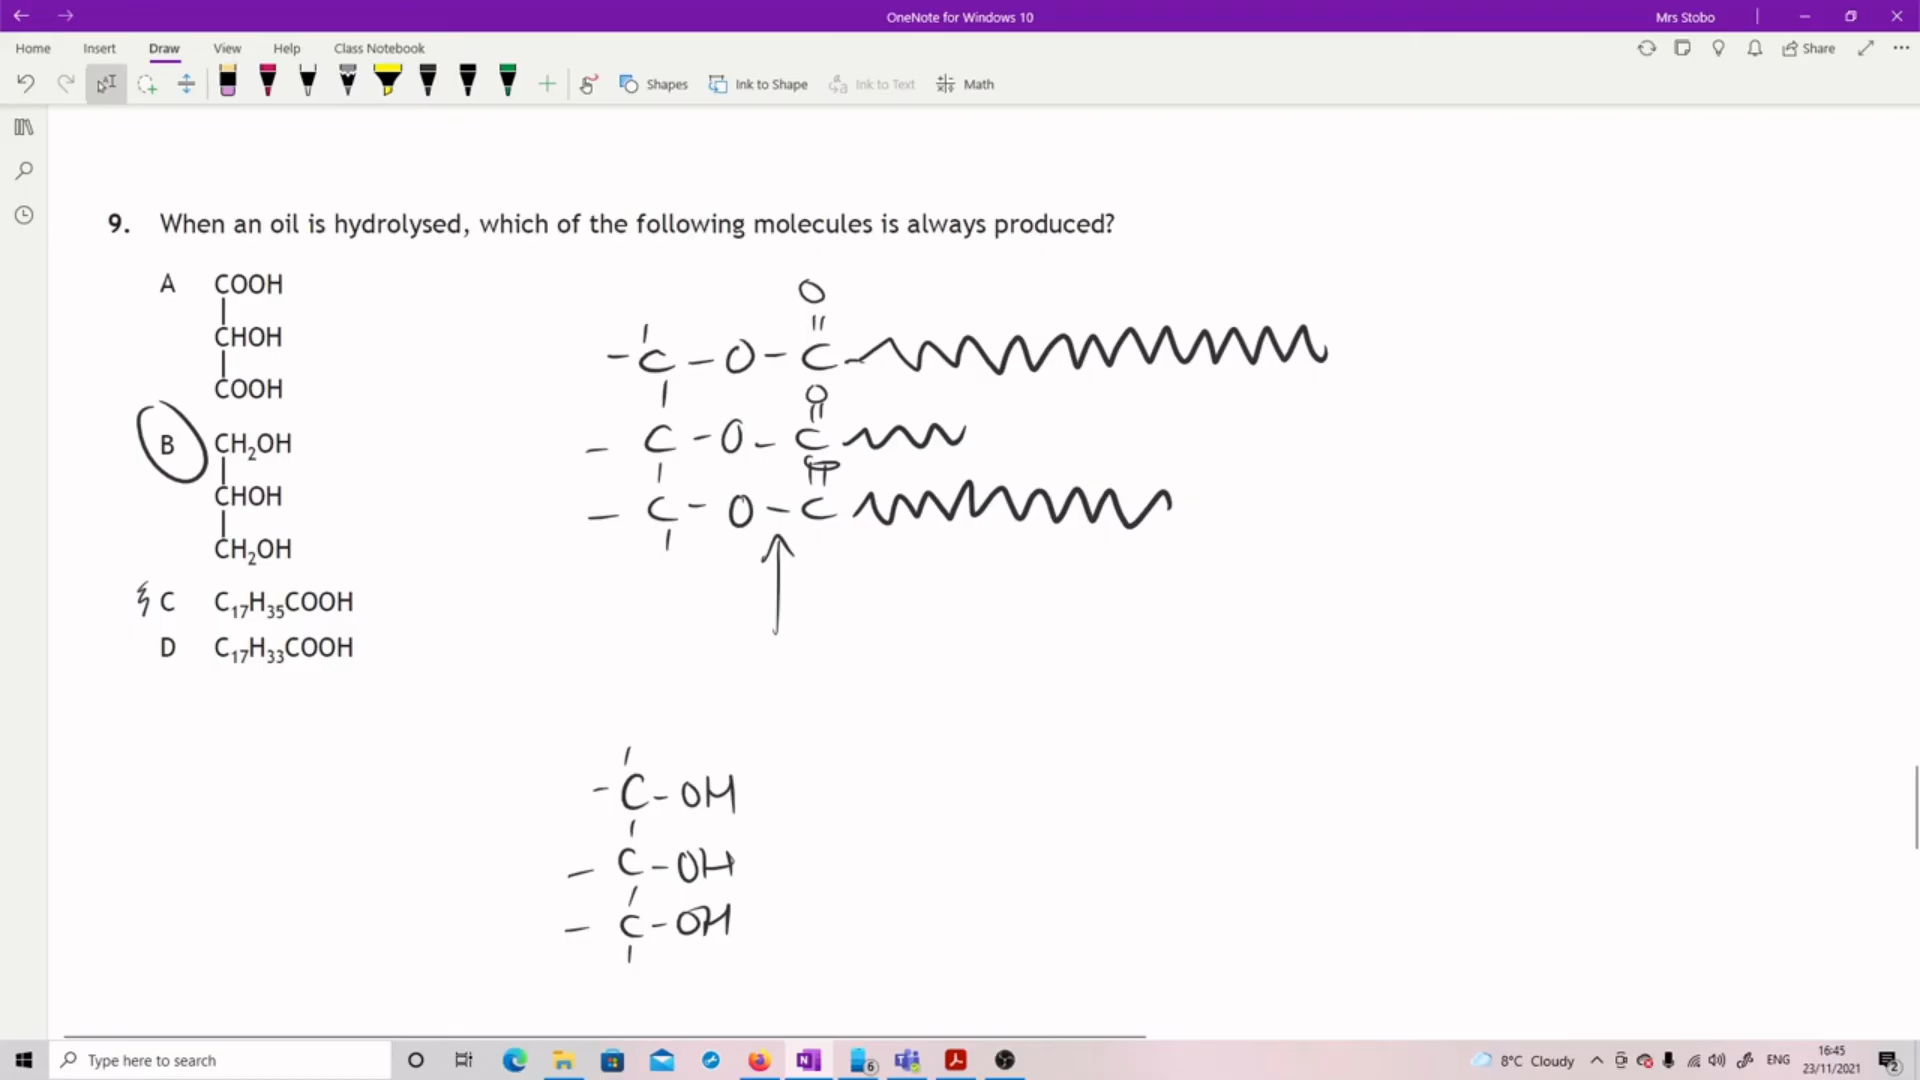 OneNote for Windows 10
Mrs Stobo
Home Insert Draw View Help Class Notebook
Share
Shapes Ink to Shape Ink to Text Math
9. When an oil is hydrolysed, which of the following molecules is always produced?
A COOH
CHOH
COOH
B CH₂OH
CHOH
CH₂OH
C C₁₇H₃₅COOH
D C₁₇H₃₃COOH
O
- C - O - C
O
- C - O - C
- C - O - C
- C - OH
- C - OH
- C - OH
Type here to search
6
8°C Cloudy
ENG
16:45
23/11/2021
2